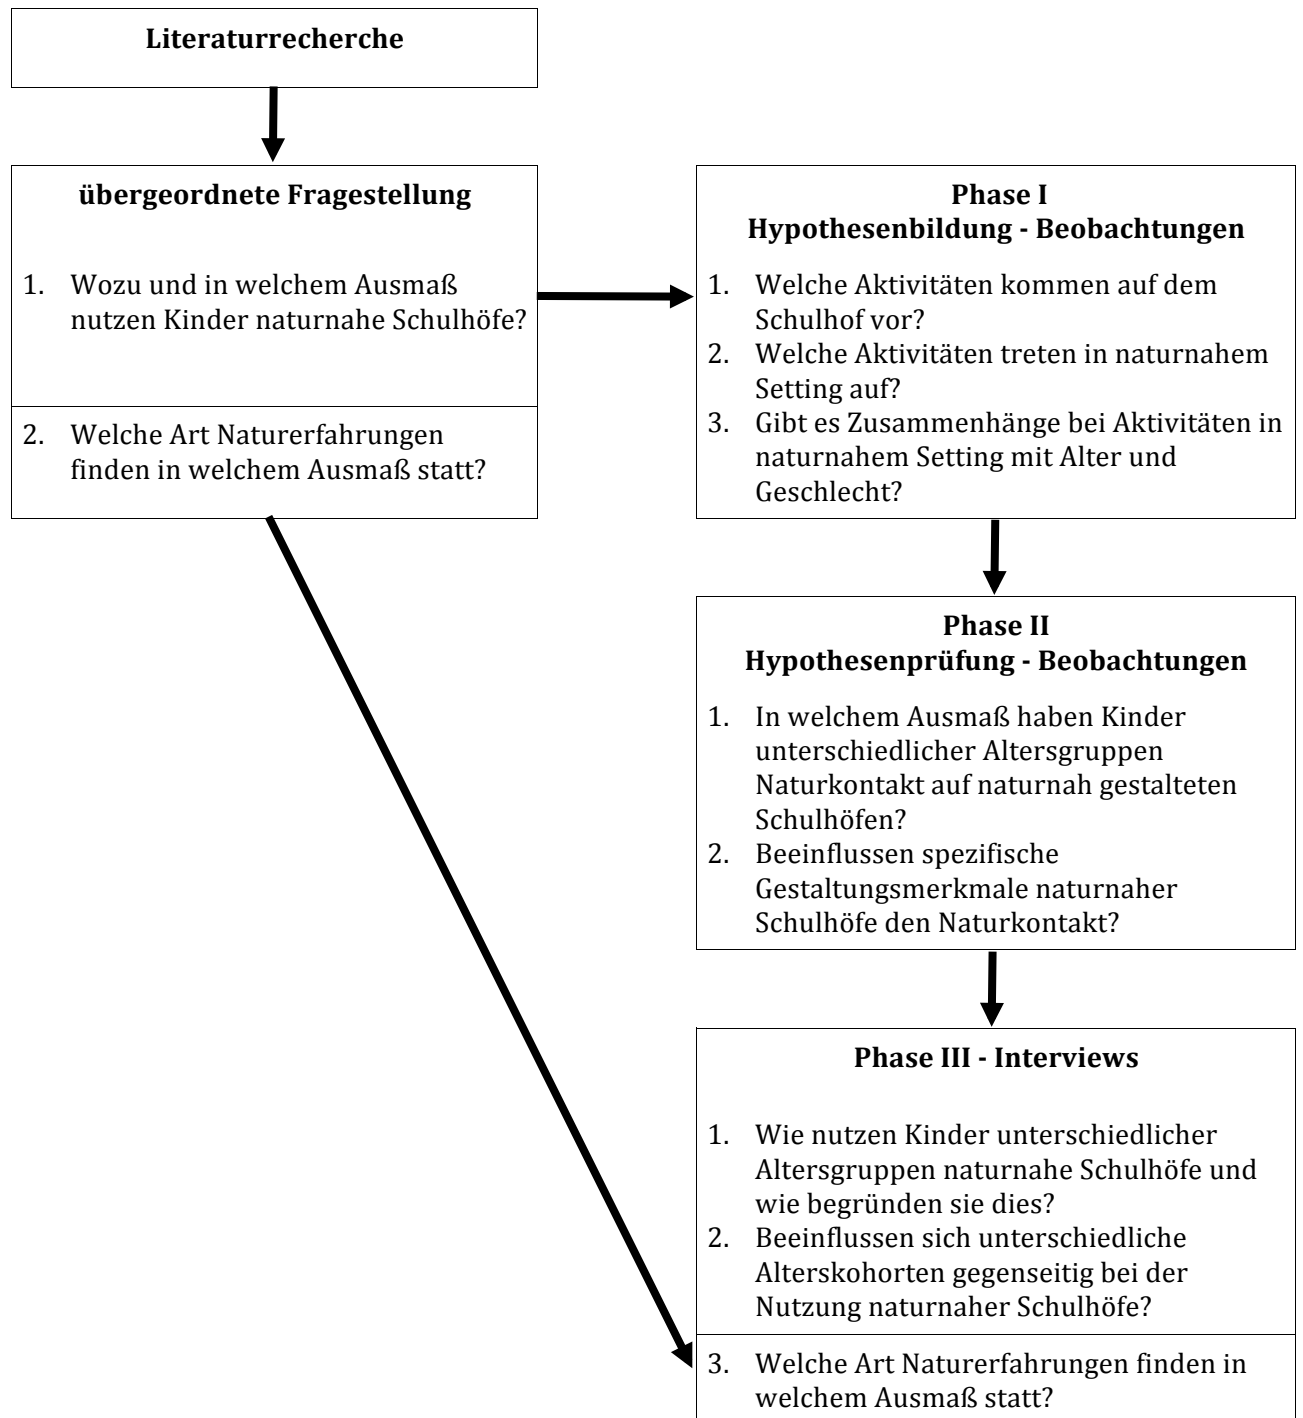 Literaturrecherche
übergeordnete Fragestellung
1. Wozu und in welchem Ausmaß
nutzen Kinder naturnahe Schulhöfe?
2. Welche Art Naturerfahrungen
finden in welchem Ausmaß statt?
Phase I
Hypothesenbildung - Beobachtungen
1. Welche Aktivitäten kommen auf dem
Schulhof vor?
2. Welche Aktivitäten treten in naturnahem
Setting auf?
3. Gibt es Zusammenhänge bei Aktivitäten in
naturnahem Setting mit Alter und
Geschlecht?
Phase II
Hypothesenprüfung - Beobachtungen
1. In welchem Ausmaß haben Kinder
unterschiedlicher Altersgruppen
Naturkontakt auf naturnah gestalteten
Schulhöfen?
2. Beeinflussen spezifische
Gestaltungsmerkmale naturnaher
Schulhöfe den Naturkontakt?
Phase III - Interviews
1. Wie nutzen Kinder unterschiedlicher
Altersgruppen naturnahe Schulhöfe und
wie begründen sie dies?
2. Beeinflussen sich unterschiedliche
Alterskohorten gegenseitig bei der
Nutzung naturnaher Schulhöfe?
3. Welche Art Naturerfahrungen finden in
welchem Ausmaß statt?